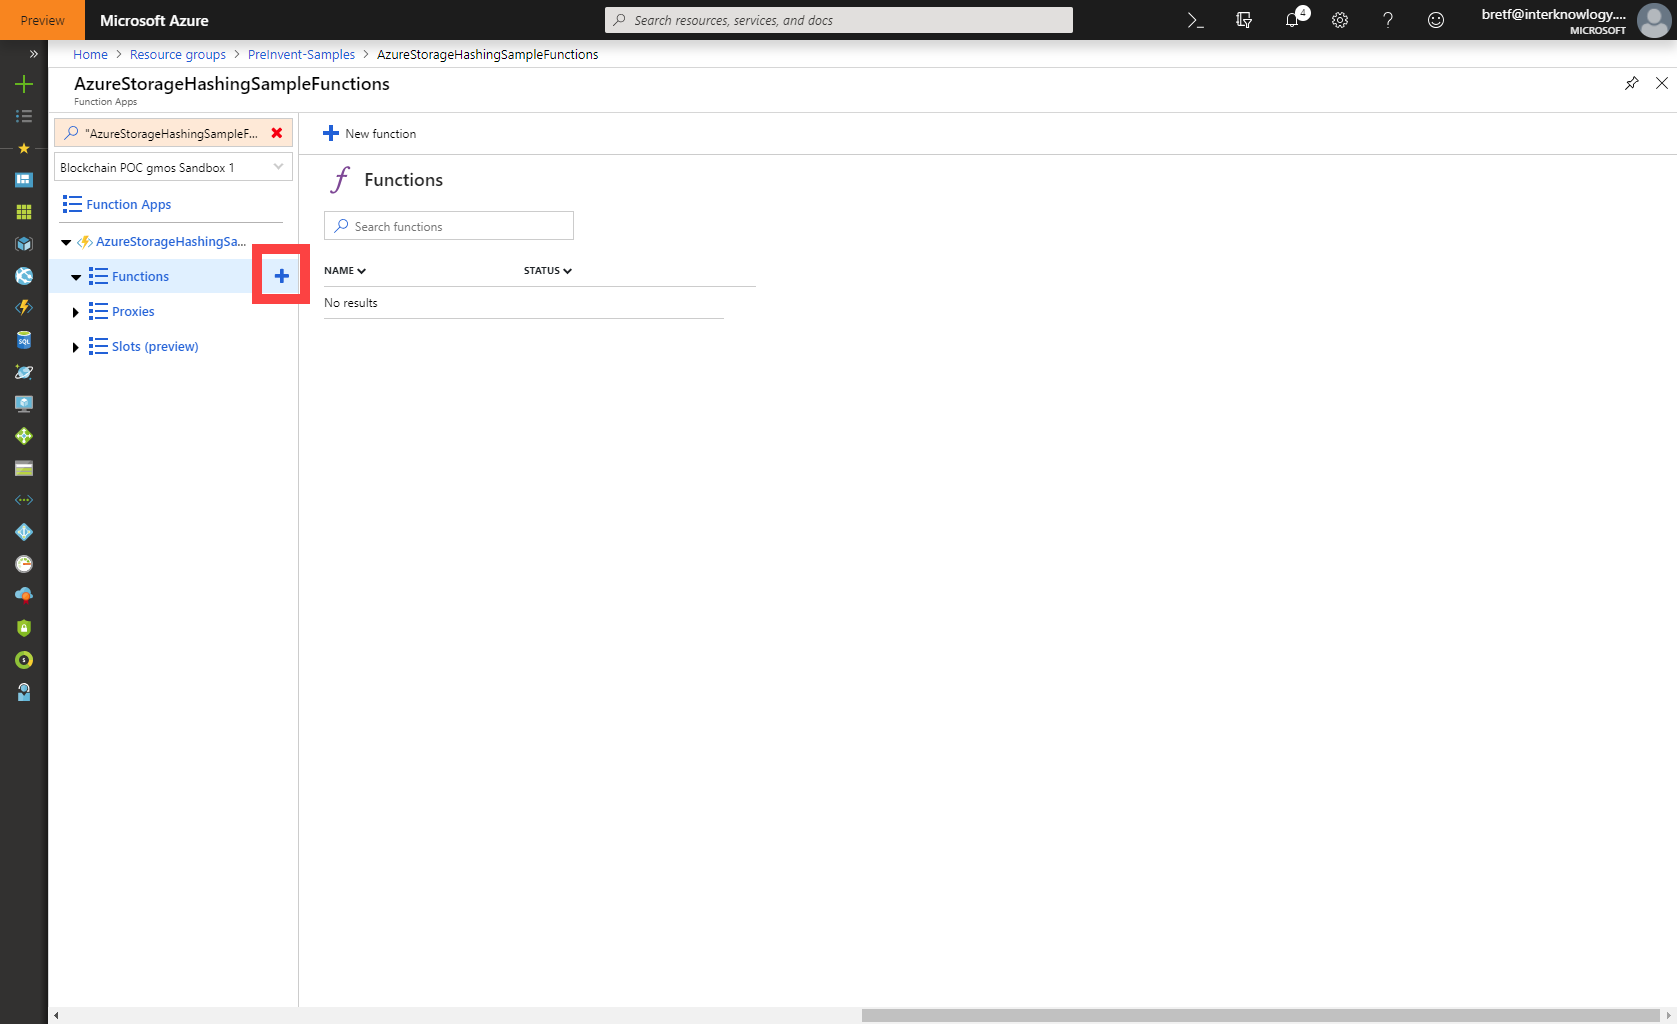 Preview
Microsoft Azure
Search resources, services, and docs
4
bretf@interknowlogy....
MICROSOFT
Home > Resource groups > PreInvent-Samples > AzureStorageHashingSampleFunctions
AzureStorageHashingSampleFunctions
Function Apps
"AzureStorageHashingSampleF...
Blockchain POC gmos Sandbox 1
Function Apps
AzureStorageHashingSa...
Functions
Proxies
Slots (preview)
New function
Functions
Search functions
NAME STATUS
No results
SQL